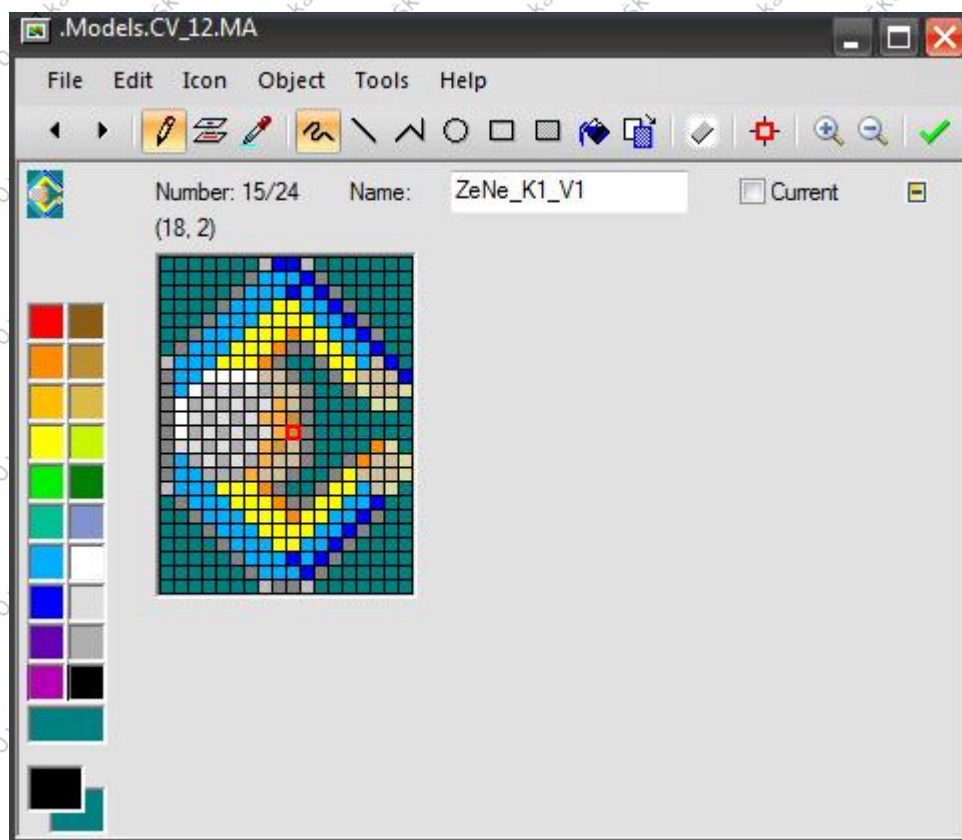 .Models.CV_12.MA
File Edit Icon Object Tools Help
Number: 15/24 Name: ZeNe_K1_V1 Current
(18, 2)